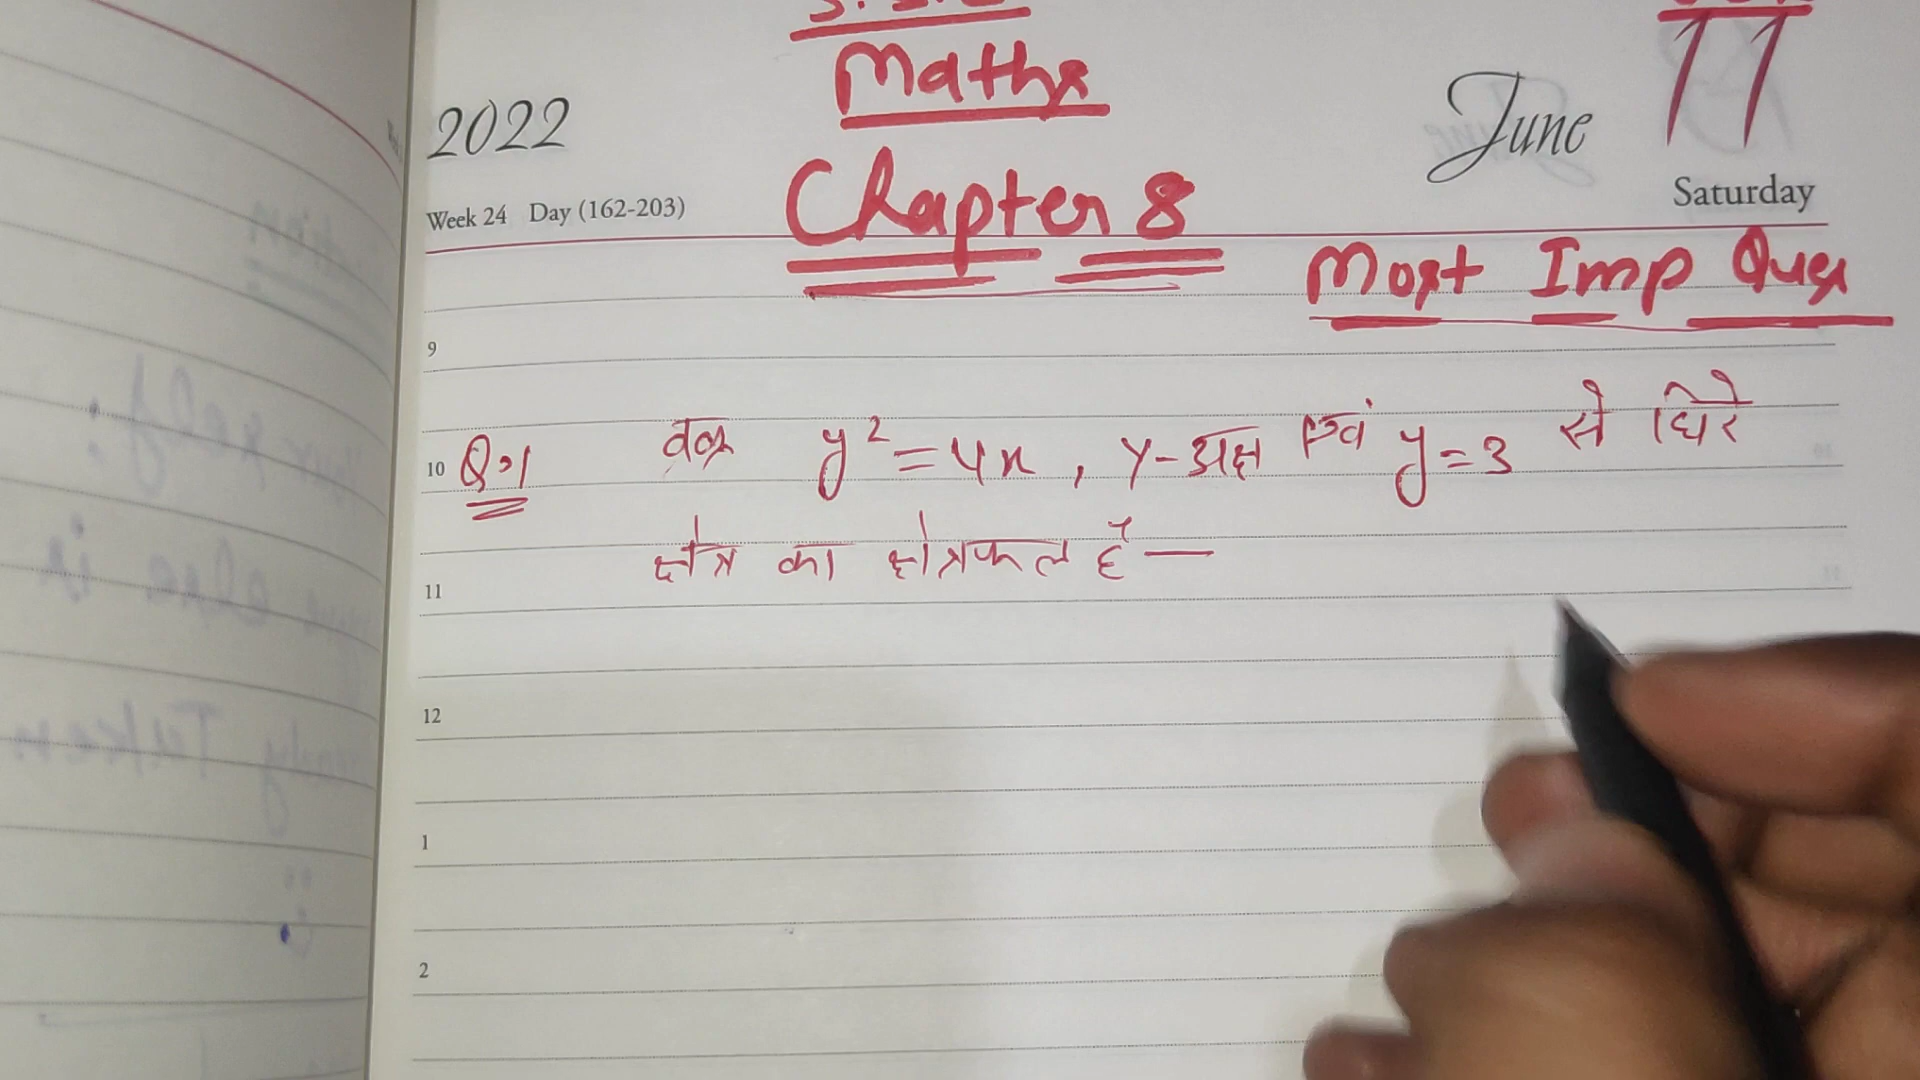 Maths
2022
June 11
Week 24 Day (162-203)
Saturday
Chapter 8
Most Imp Ques
9
10 Q.1 वक्र y² = 4x , y-अक्ष एवं y = 3 से घिरे
क्षेत्र का क्षेत्रफल है —
11
12
1
2